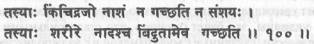 तस्याः किंचिद्रजो नाशं न गच्छति न संशयः ।
तस्याः शरीरे नादश्च बिंदुतामेव गच्छति ॥ १०० ॥